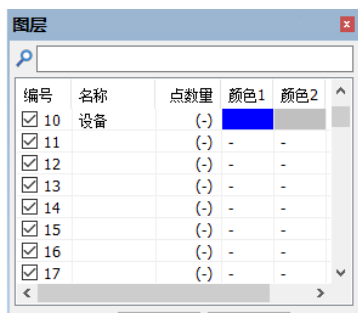 图层
编号 名称 点数量 颜色1 颜色2
10 设备 (-)
11 (-) - -
12 (-) - -
13 (-) - -
14 (-) - -
15 (-) - -
16 (-) - -
17 (-) - -